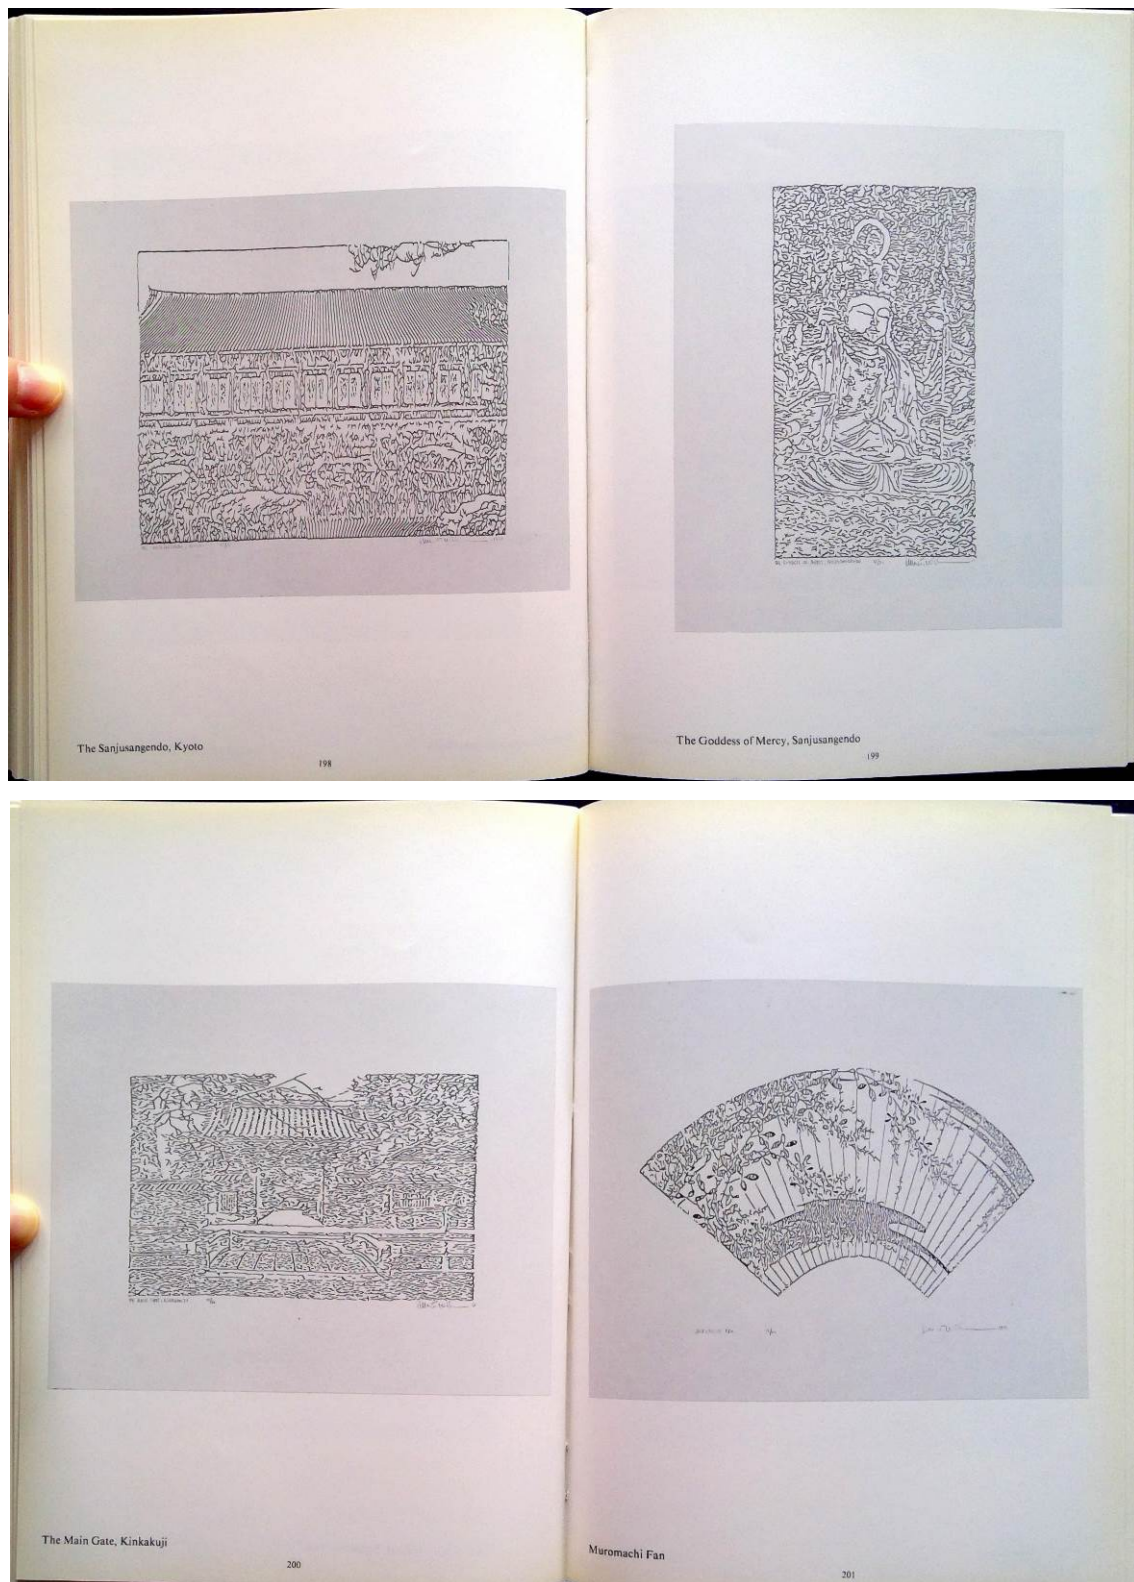 The Sanjusangendo, Kyoto
198
The Goddess of Mercy, Sanjusangendo
199
The Main Gate, Kinkakuji
200
Muromachi Fan
201